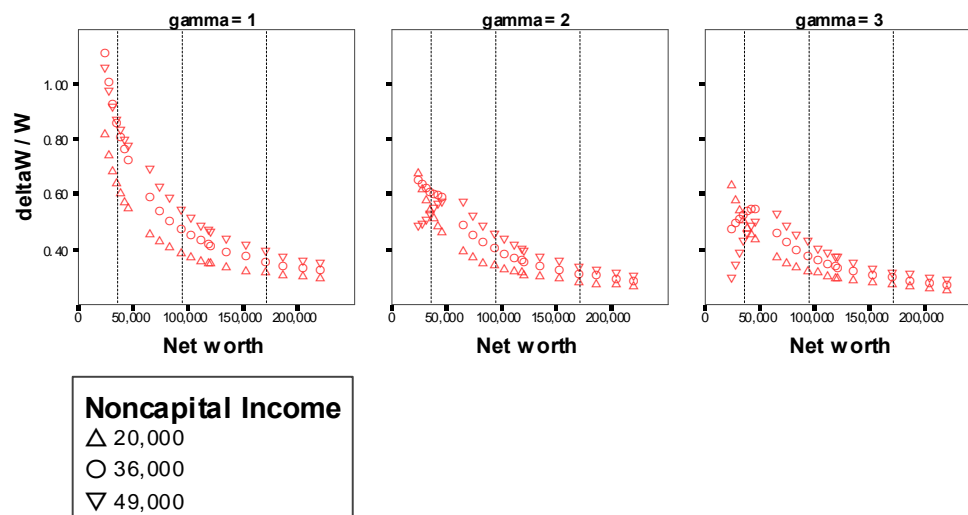 gamma= 1
gamma= 2
gamma= 3
deltaW / W
1.00
0.80
0.60
0.40
0
50,000
100,000
150,000
200,000
0
50,000
100,000
150,000
200,000
0
50,000
100,000
150,000
200,000
Net worth
Net worth
Net worth
Noncapital Income
20,000
36,000
49,000